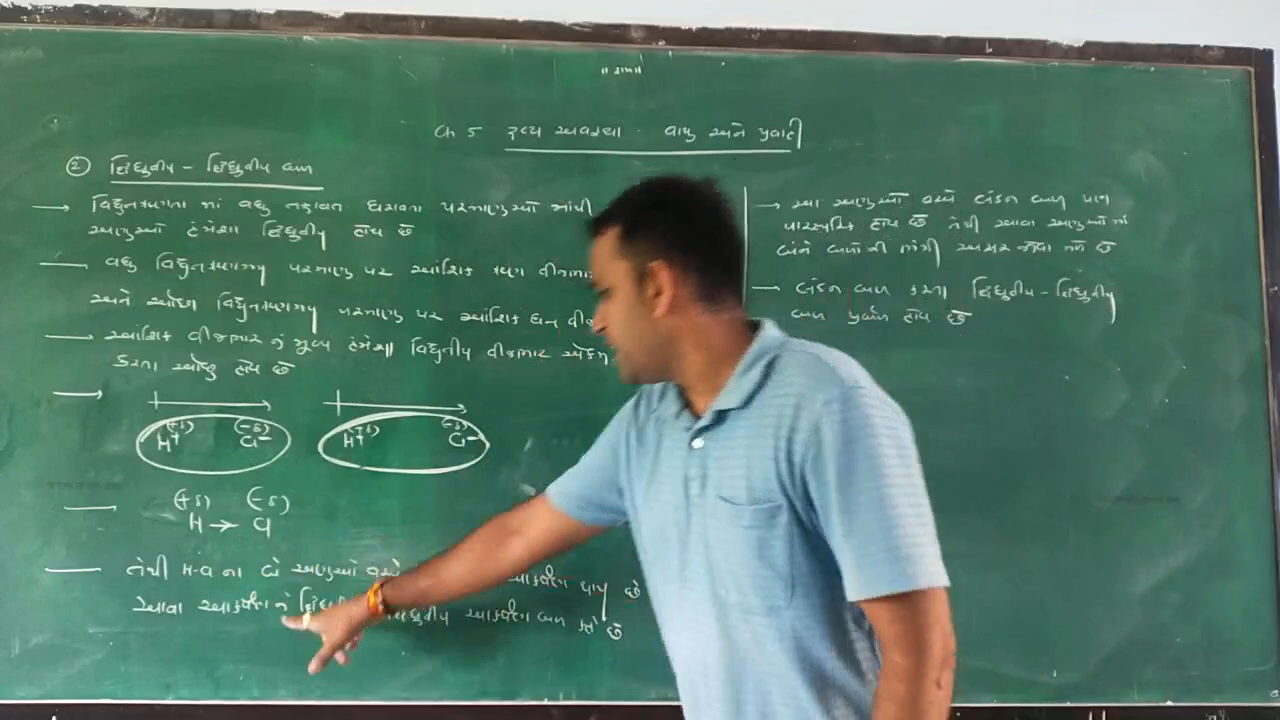 ॥ રામ ॥
Ch 5 દ્રવ્ય અવસ્થા. વાયુ અને પ્રવાહી
② દ્વિધ્રુવીય - દ્વિધ્રુવીય બળ
→ વિદ્યુતઋણતા માં વધુ તફાવત ધરાવતા પરમાણુઓ માંથી
અણુઓ હંમેશા દ્વિધ્રુવીય હોય છે
— વધુ વિદ્યુતઋણમય પરમાણુ પર આંશિક ઋણ વીજભાર
અને ઓછા વિદ્યુતઋણમય પરમાણુ પર આંશિક ધન
— આંશિક વીજભાર નું મૂલ્ય હંમેશા વિદ્યુતીય વીજભાર એકમ
કરતા ઓછુ હોય છે
→
(+δ) (-δ) (+δ) (-δ)
H+ Cl- H+ Cl-
(+δ) (-δ)
— H → Cl
— તેથી H-Cl ના બે અણુઓ વચ્ચે આકર્ષણ થાય છે
આવા આકર્ષણ ને દ્વિધ્રુવીય આકર્ષણ બળ કહે છે
→ આ અણુઓ વચ્ચે લંડન બળ પણ
પારસ્પરિક હોય છે તેથી આવા અણુઓ માં
બંને બળો ની ભેગી અસર જોવા મળે છે
→ લંડન બળ કરતા દ્વિધ્રુવીય - દ્વિધ્રુવીય
બળ પ્રબળ હોય છે